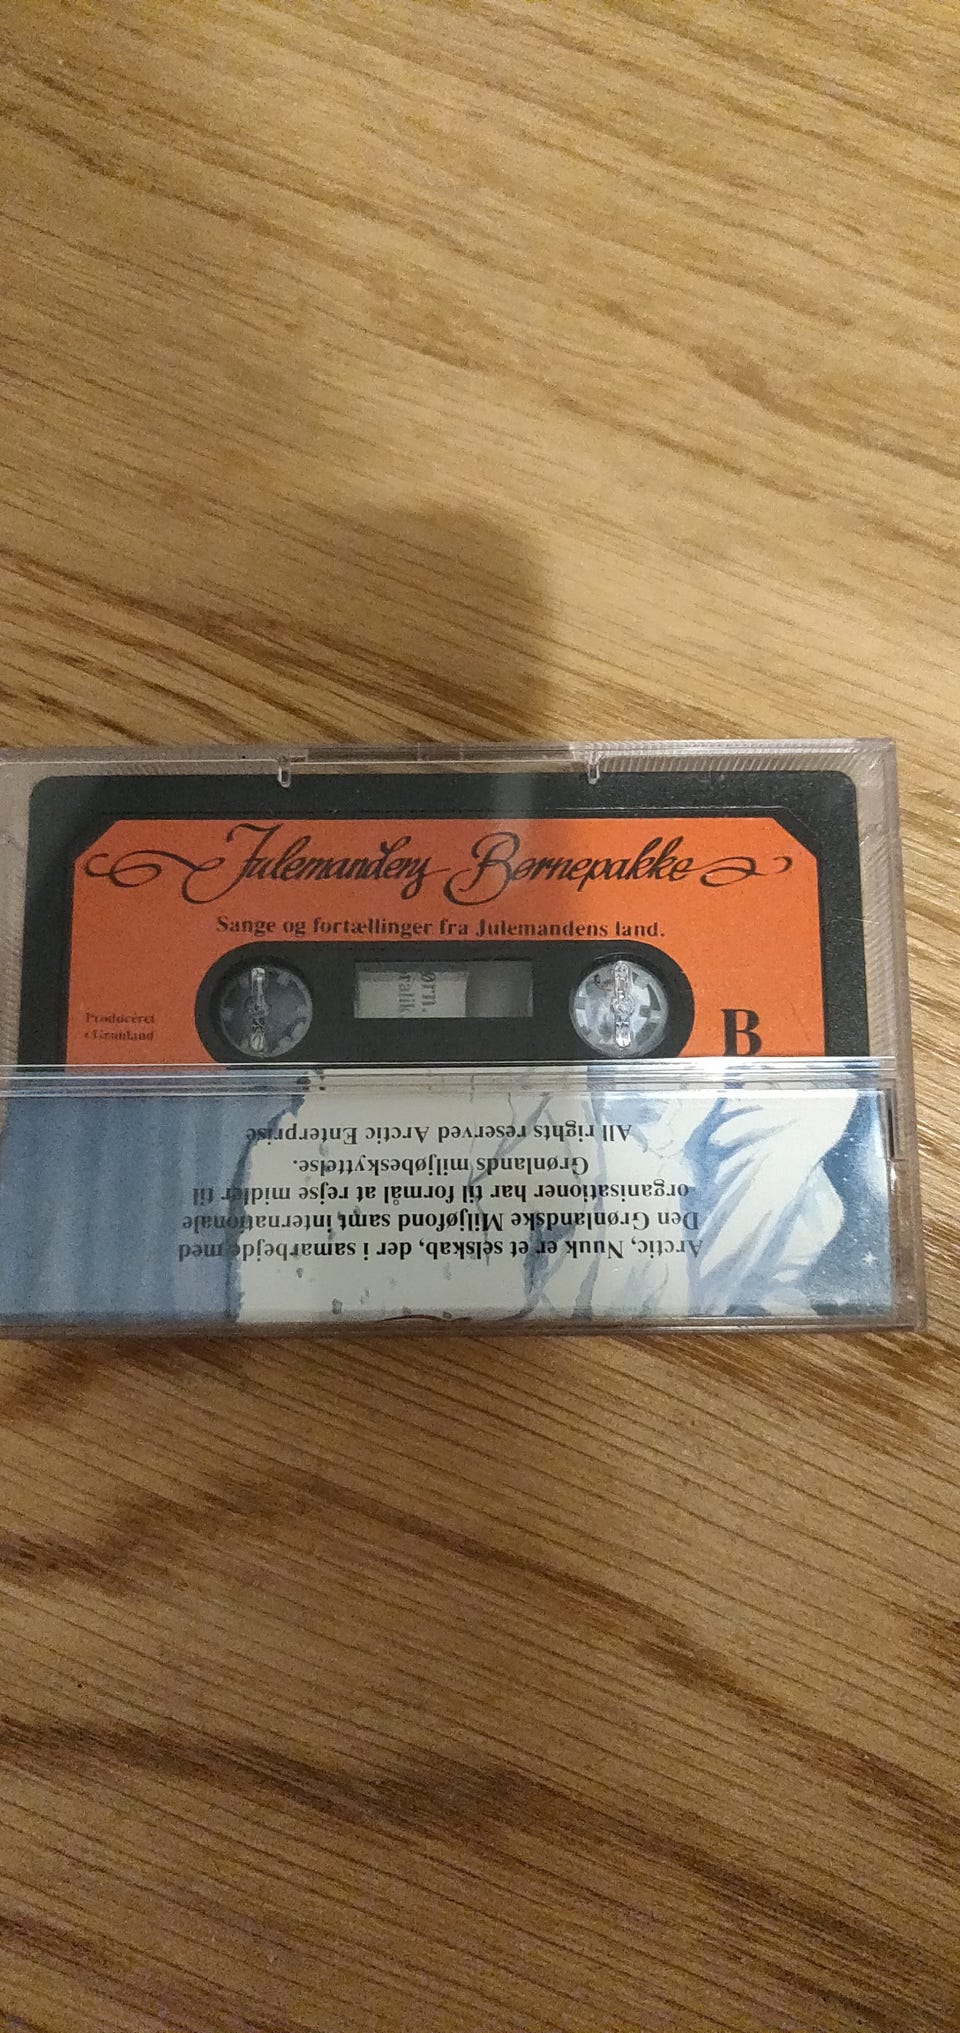 Julemandens Børnepakke
Sange og fortællinger fra Julemandens land.
ørn.
ralik
Produceret
i Grønland
B
Arctic, Nuuk er et selskab, der i samarbejde med
Den Grønlandske Miljøfond samt internationale
organisationer har til formål at rejse midler til
Grønlands miljøbeskyttelse.
All rights reserved Arctic Enterprise